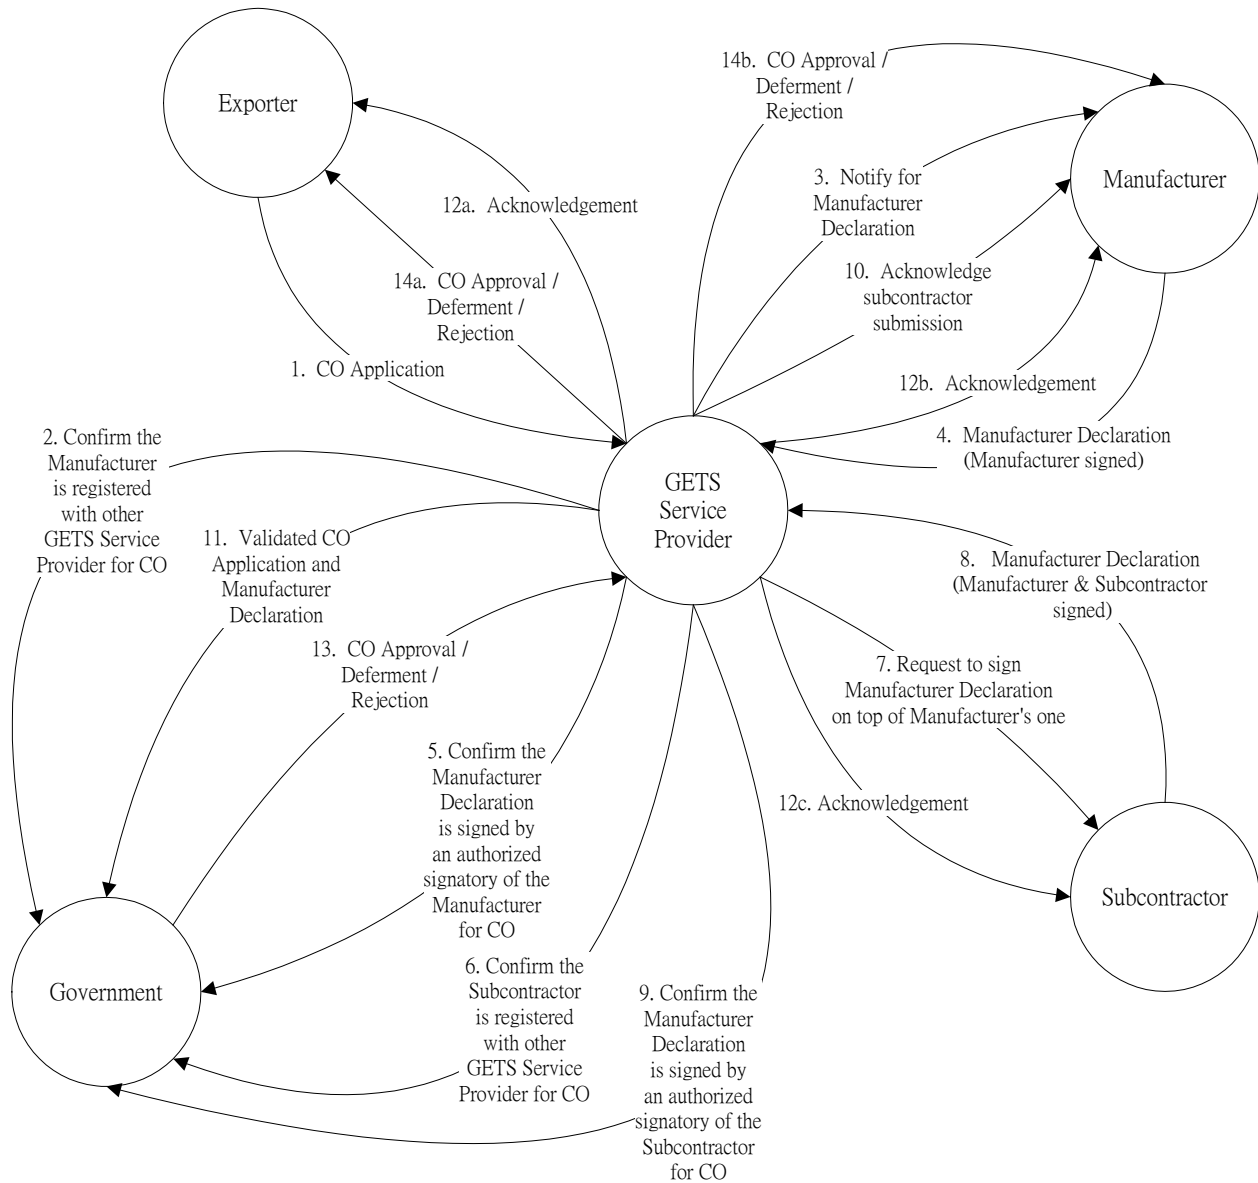 Exporter
14b. CO Approval /
Deferment /
Rejection
Manufacturer
3. Notify for
Manufacturer
Declaration
12a. Acknowledgement
10. Acknowledge
subcontractor
submission
14a. CO Approval /
Deferment /
Rejection
1. CO Application
12b. Acknowledgement
4. Manufacturer Declaration
(Manufacturer signed)
2. Confirm the
Manufacturer
is registered
with other
GETS Service
Provider for CO
GETS
Service
Provider
11. Validated CO
Application and
Manufacturer
Declaration
8. Manufacturer Declaration
(Manufacturer & Subcontractor
signed)
13. CO Approval /
Deferment /
Rejection
7. Request to sign
Manufacturer Declaration
on top of Manufacturer's one
5. Confirm the
Manufacturer
Declaration
is signed by
an authorized
signatory of the
Manufacturer
for CO
12c. Acknowledgement
Subcontractor
Government
6. Confirm the
Subcontractor
is registered
with other
GETS Service
Provider for CO
9. Confirm the
Manufacturer
Declaration
is signed by
an authorized
signatory of the
Subcontractor
for CO